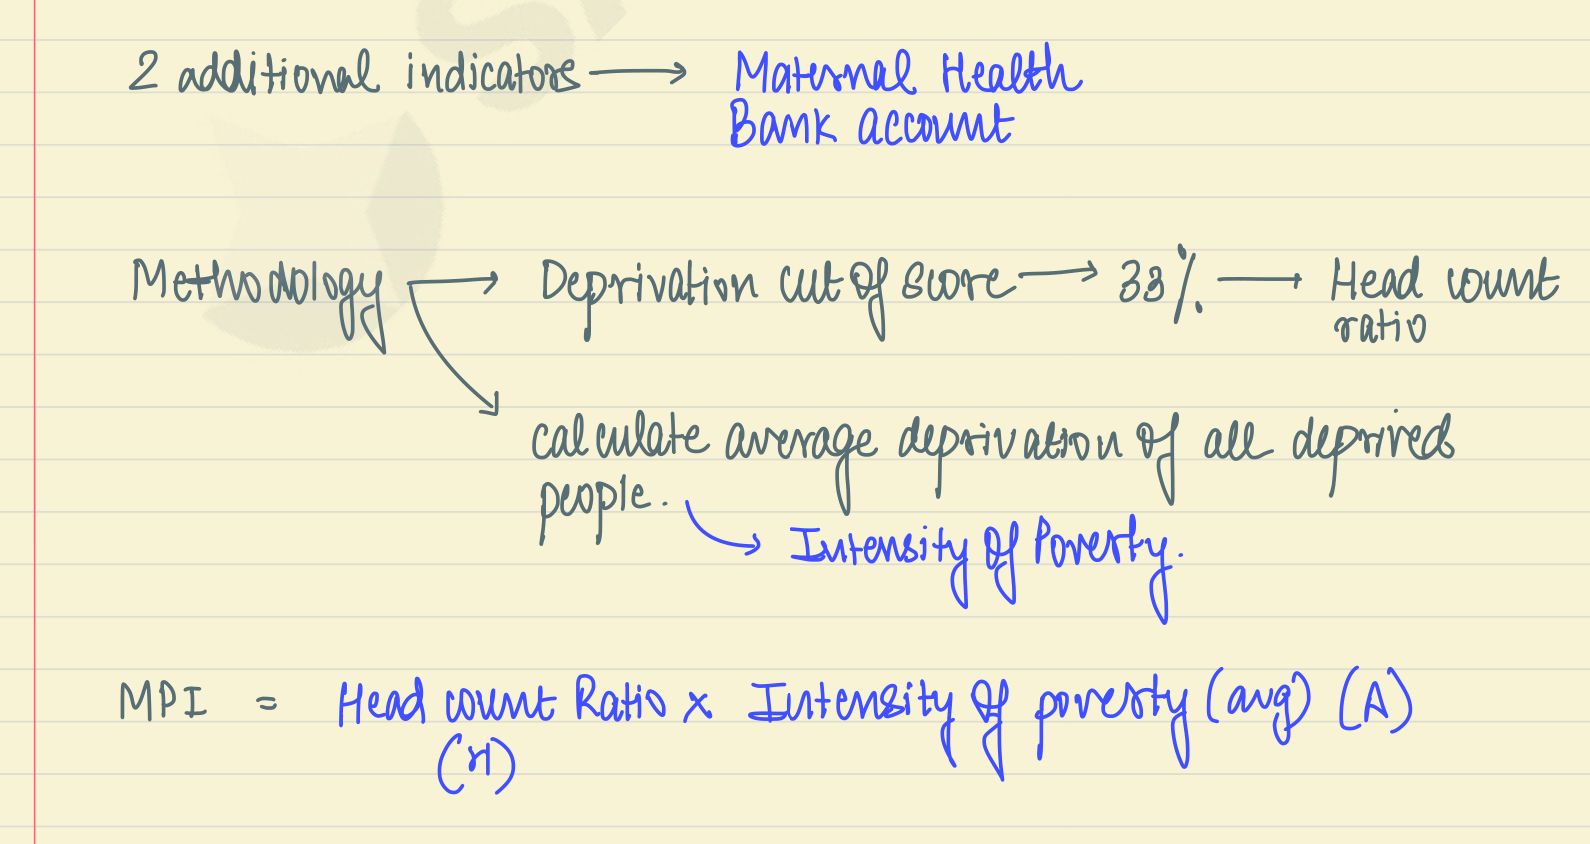 2 additional indicators → Maternal Health
Bank account
Methodology → Deprivation cut of score → 33% → Head count
ratio
calculate average deprivation of all deprived
people.
→ Intensity of Poverty.
MPI = Head count Ratio x Intensity of poverty (avg) (A)
(H)